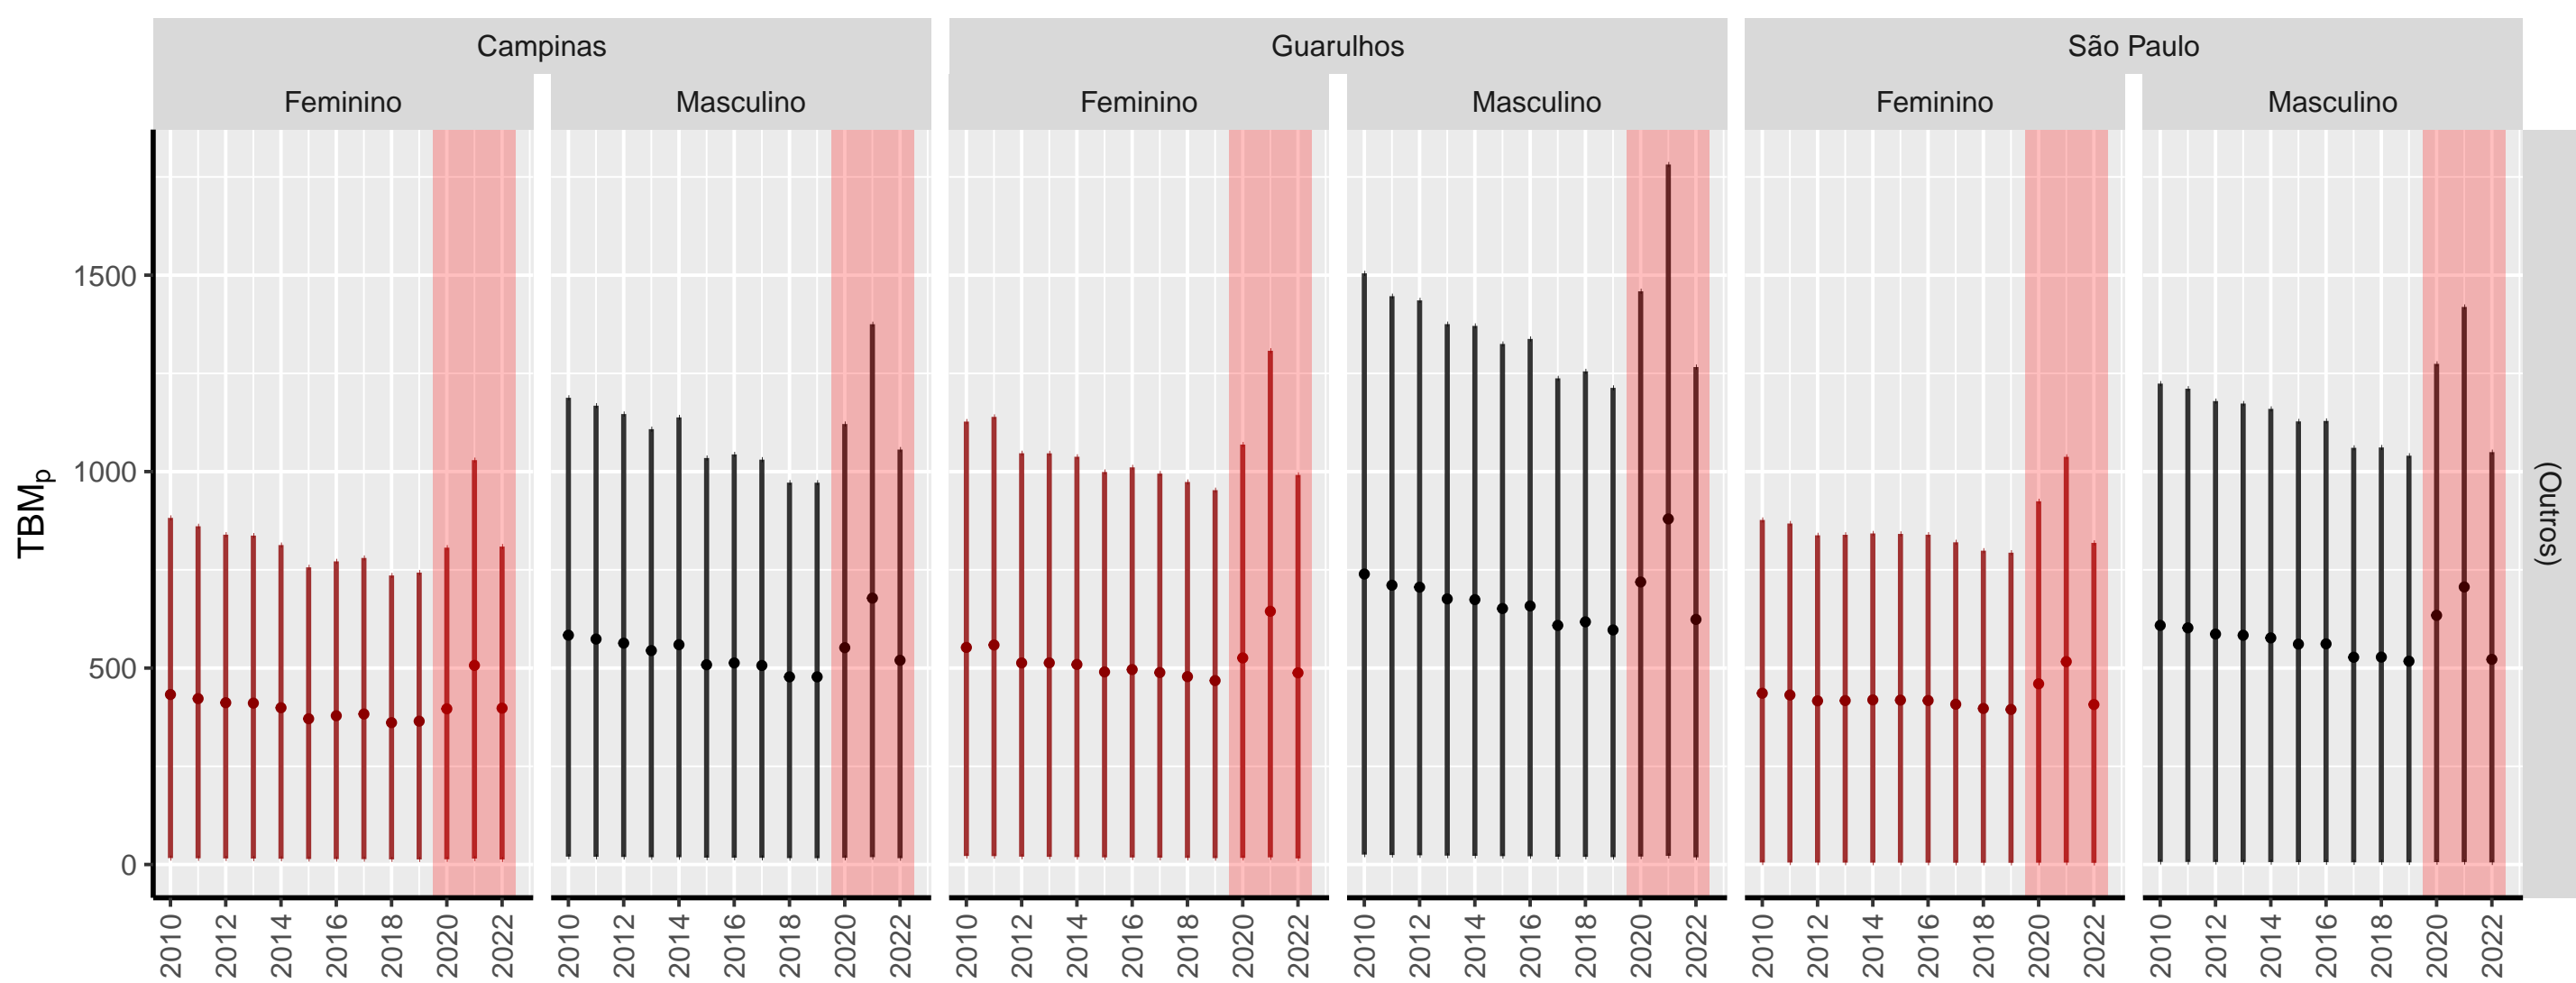 Campinas Guarulhos São Paulo
Feminino Masculino Feminino Masculino Feminino Masculino
TBMp
1500
1000
500
0
(Outros)
2010 2012 2014 2016 2018 2020 2022 2010 2012 2014 2016 2018 2020 2022 2010 2012 2014 2016 2018 2020 2022 2010 2012 2014 2016 2018 2020 2022 2010 2012 2014 2016 2018 2020 2022 2010 2012 2014 2016 2018 2020 2022